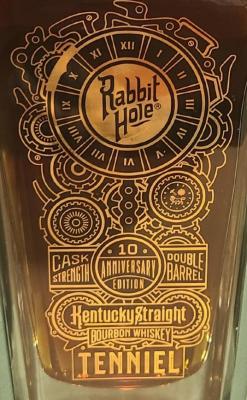 XII
I
II
III
IV
V
VI
VII
VIII
IX
X
XI
Rabbit
Hole®
CASK
STRENGTH
10
ANNIVERSARY
EDITION
DOUBLE
BARREL
Kentucky Straight
BOURBON WHISKEY
TENNIEL